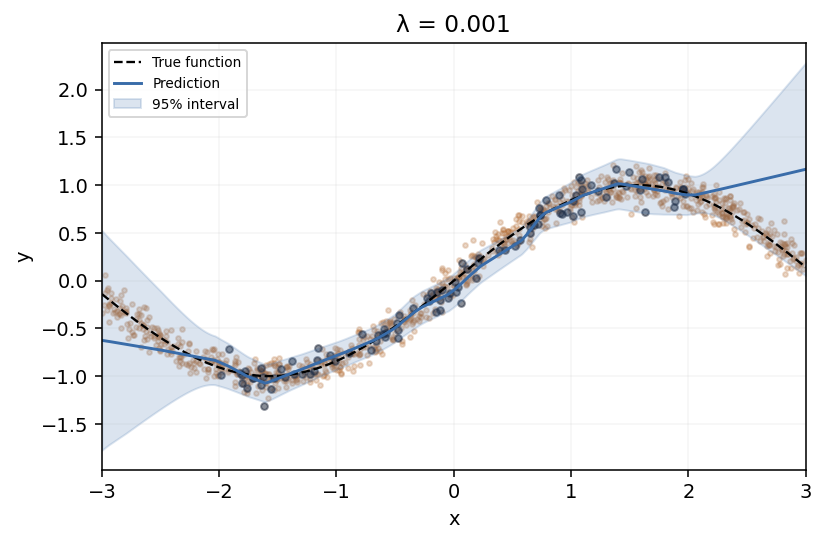 λ = 0.001
True function
Prediction
95% interval
2.0
1.5
1.0
0.5
0.0
−0.5
−1.0
−1.5
y
−3 −2 −1 0 1 2 3
x